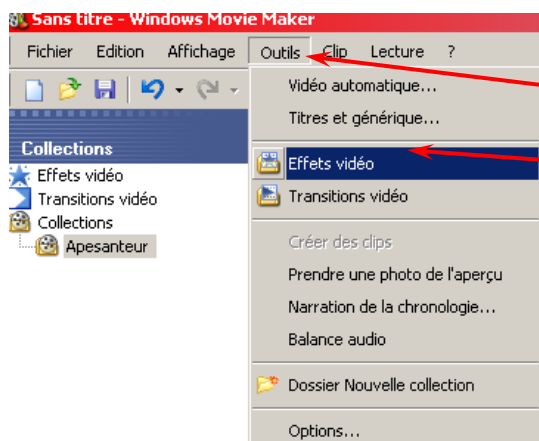 Sans titre - Windows Movie Maker
Fichier Edition Affichage Outils Clip Lecture ?
Vidéo automatique...
Titres et générique...
Collections
Effets vidéo
Effets vidéo
Transitions vidéo
Transitions vidéo
Collections
Créer des clips
Apesanteur
Prendre une photo de l'aperçu
Narration de la chronologie...
Balance audio
Dossier Nouvelle collection
Options...